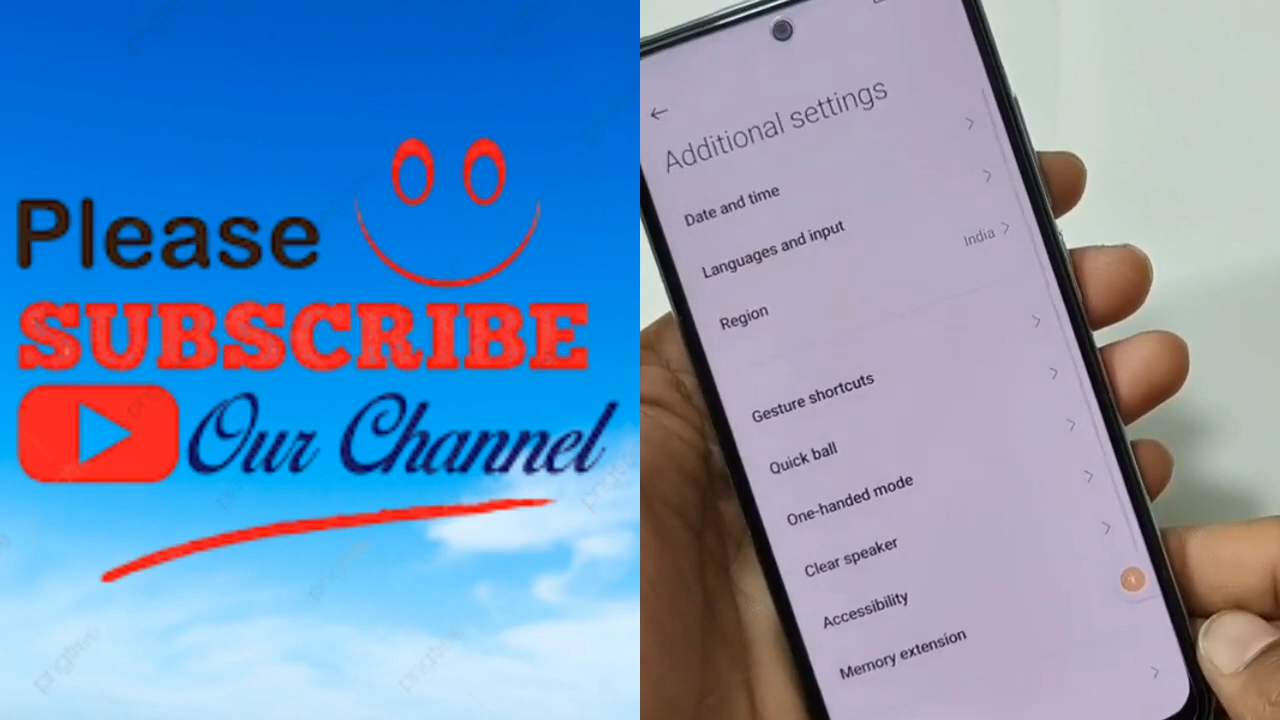 Please
SUBSCRIBE
Our Channel
Additional settings
Date and time
Languages and input
Region
India
Gesture shortcuts
Quick ball
One-handed mode
Clear speaker
Accessibility
Memory extension